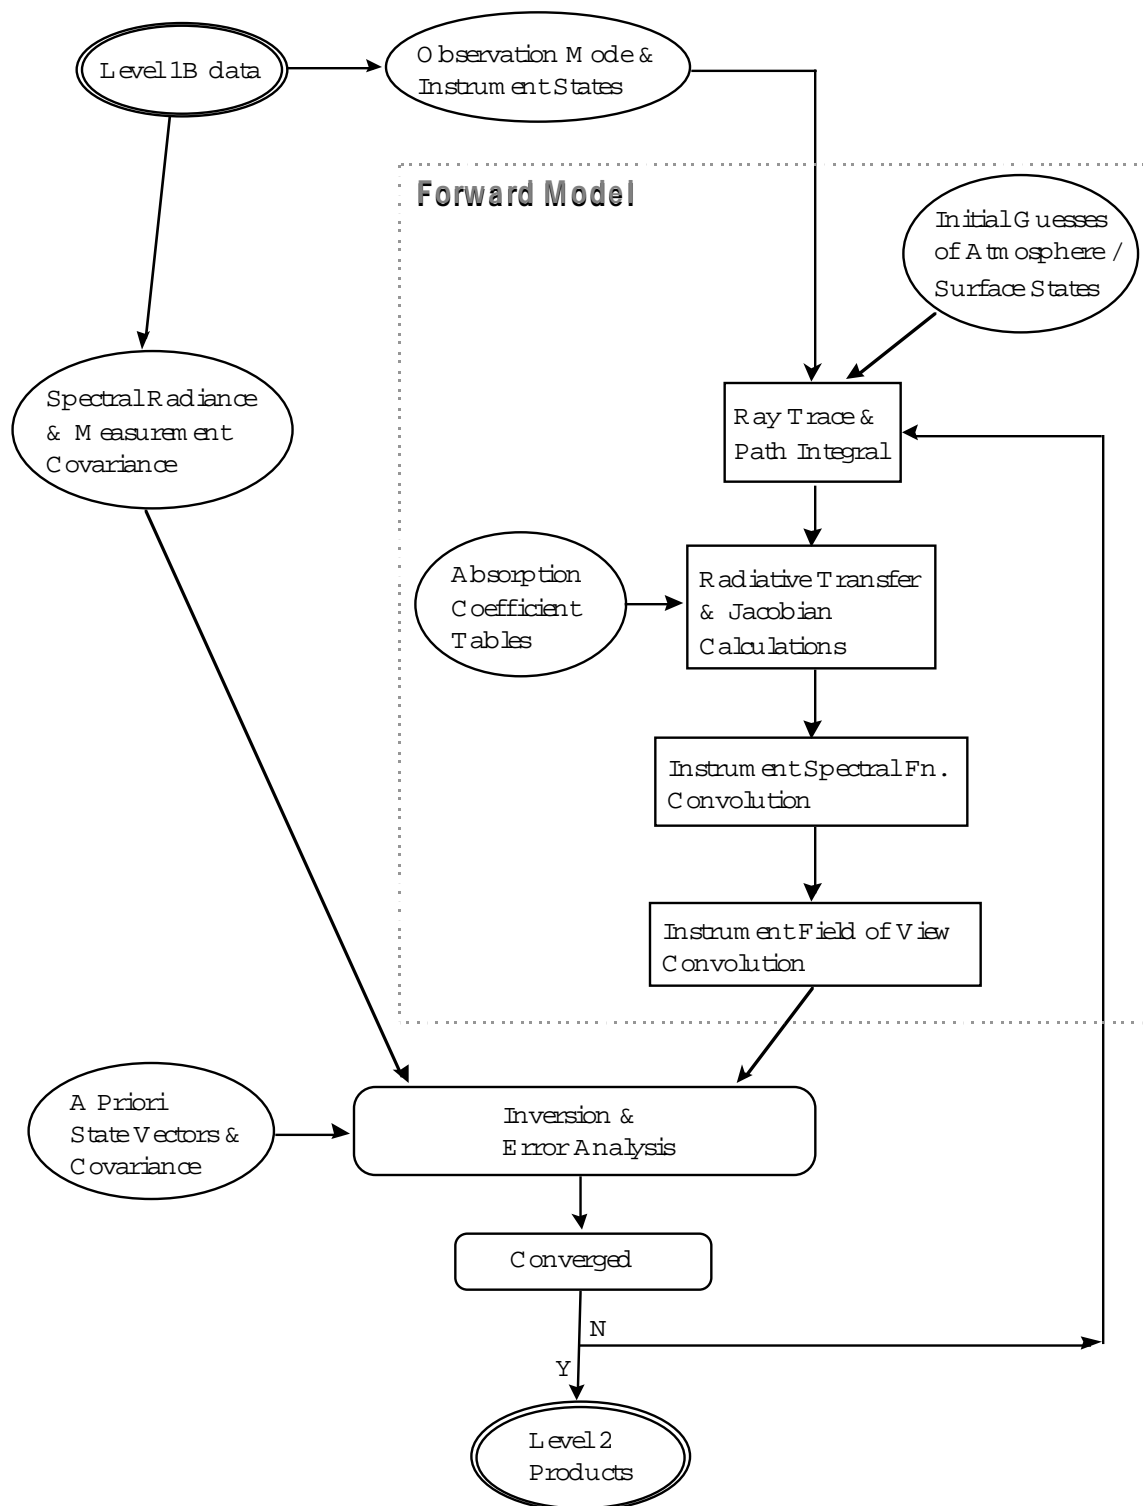 Level 1B data
Observation Mode &
Instrument States
Forward Model
Initial Guesses
of Atmosphere /
Surface States
Spectral Radiance
& Measurement
Covariance
Ray Trace &
Path Integral
Absorption
Coefficient
Tables
Radiative Transfer
& Jacobian
Calculations
Instrument Spectral Fn.
Convolution
Instrument Field of View
Convolution
A Priori
State Vectors &
Covariance
Inversion &
Error Analysis
Converged
N
Y
Level 2
Products